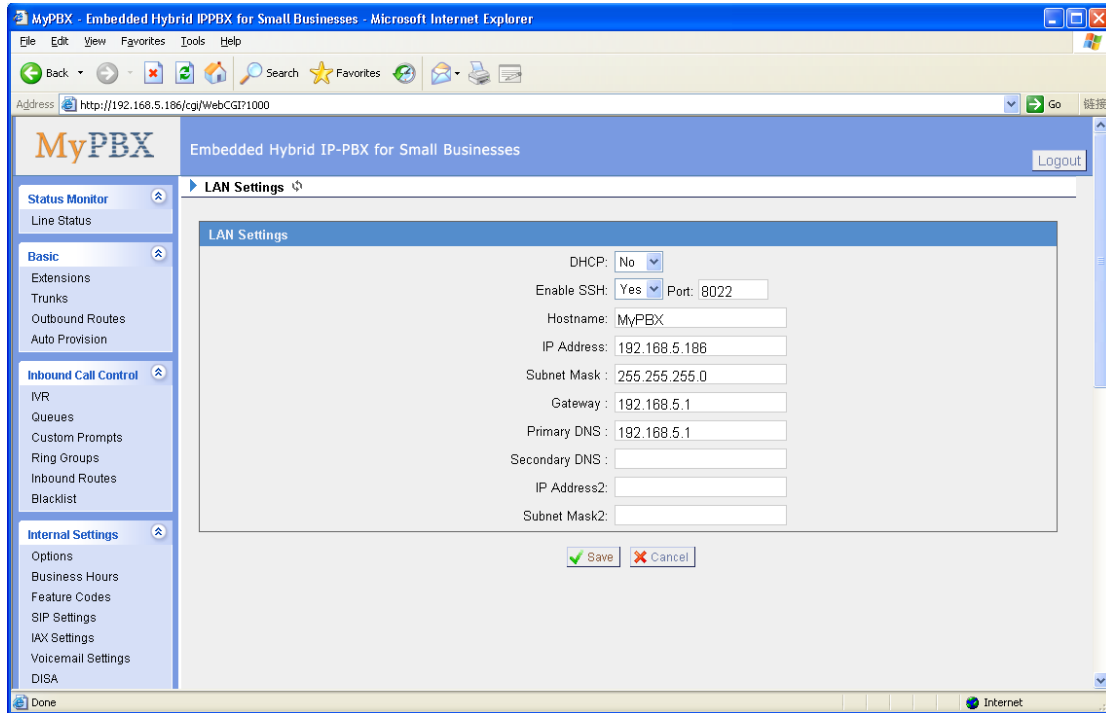 MyPBX - Embedded Hybrid IPPBX for Small Businesses - Microsoft Internet Explorer
File Edit View Favorites Tools Help
Back Search Favorites
Address http://192.168.5.186/cgi/WebCGI?1000 Go 链接
MyPBX Embedded Hybrid IP-PBX for Small Businesses
Logout
LAN Settings
Status Monitor
Line Status
Basic
Extensions
Trunks
Outbound Routes
Auto Provision
Inbound Call Control
IVR
Queues
Custom Prompts
Ring Groups
Inbound Routes
Blacklist
Internal Settings
Options
Business Hours
Feature Codes
SIP Settings
IAX Settings
Voicemail Settings
DISA
LAN Settings
DHCP: No
Enable SSH: Yes Port: 8022
Hostname: MyPBX
IP Address: 192.168.5.186
Subnet Mask : 255.255.255.0
Gateway : 192.168.5.1
Primary DNS : 192.168.5.1
Secondary DNS :
IP Address2:
Subnet Mask2:
Save Cancel
Done Internet